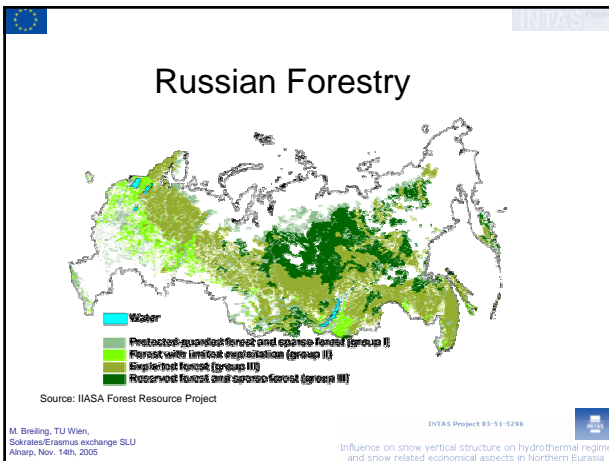 INTAS
Russian Forestry
Water
Protected-guarded forest and sparse forest (group I)
Forest with limited exploitation (group II)
Exploited forest (group III)
Reserved forest and sparse forest (group III)
Source: IIASA Forest Resource Project
M. Breiling, TU Wien,
Sokrates/Erasmus exchange SLU
Alnarp, Nov. 14th, 2005
INTAS Project 03-51-5296
INTAS
Influence on snow vertical structure on hydrothermal regime
and snow related economical aspects in Northern Eurasia